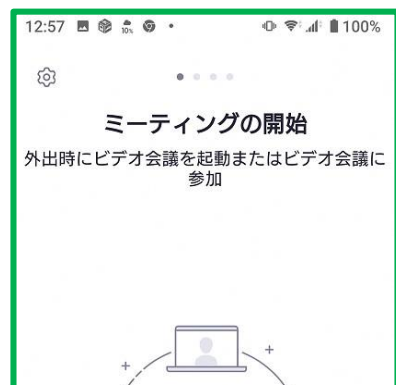 12:57 10% 100%
ミーティングの開始
外出時にビデオ会議を起動またはビデオ会議に
参加